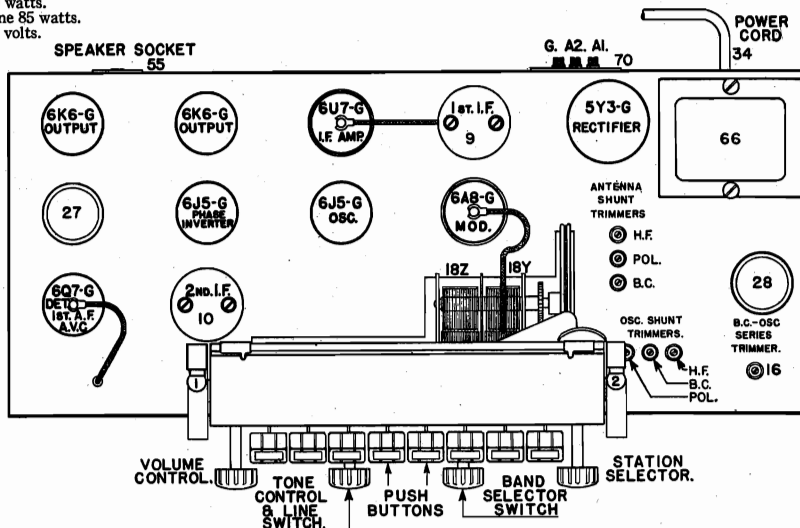 watts.
ne 85 watts.
volts.
SPEAKER SOCKET
55
G. A2. A1.
70
POWER
CORD
34
6K6-G
OUTPUT
6K6-G
OUTPUT
6U7-G
I.F. AMP.
1ST. I.F.
9
5Y3-G
RECTIFIER
66
27
6J5-G
PHASE
INVERTER
6J5-G
OSC.
6A8-G
MOD.
ANTENNA
SHUNT
TRIMMERS
H.F.
POL.
B.C.
6Q7-G
DET.
1ST. A.F.
A.V.C.
2ND. I.F.
10
18Z
18Y
28
OSC. SHUNT
TRIMMERS.
H.F.
B.C.
POL.
B.C.-OSC
SERIES
TRIMMER.
16
1
2
VOLUME
CONTROL.
TONE
CONTROL
& LINE
SWITCH.
PUSH
BUTTONS
BAND
SELECTOR
SWITCH
STATION
SELECTOR.